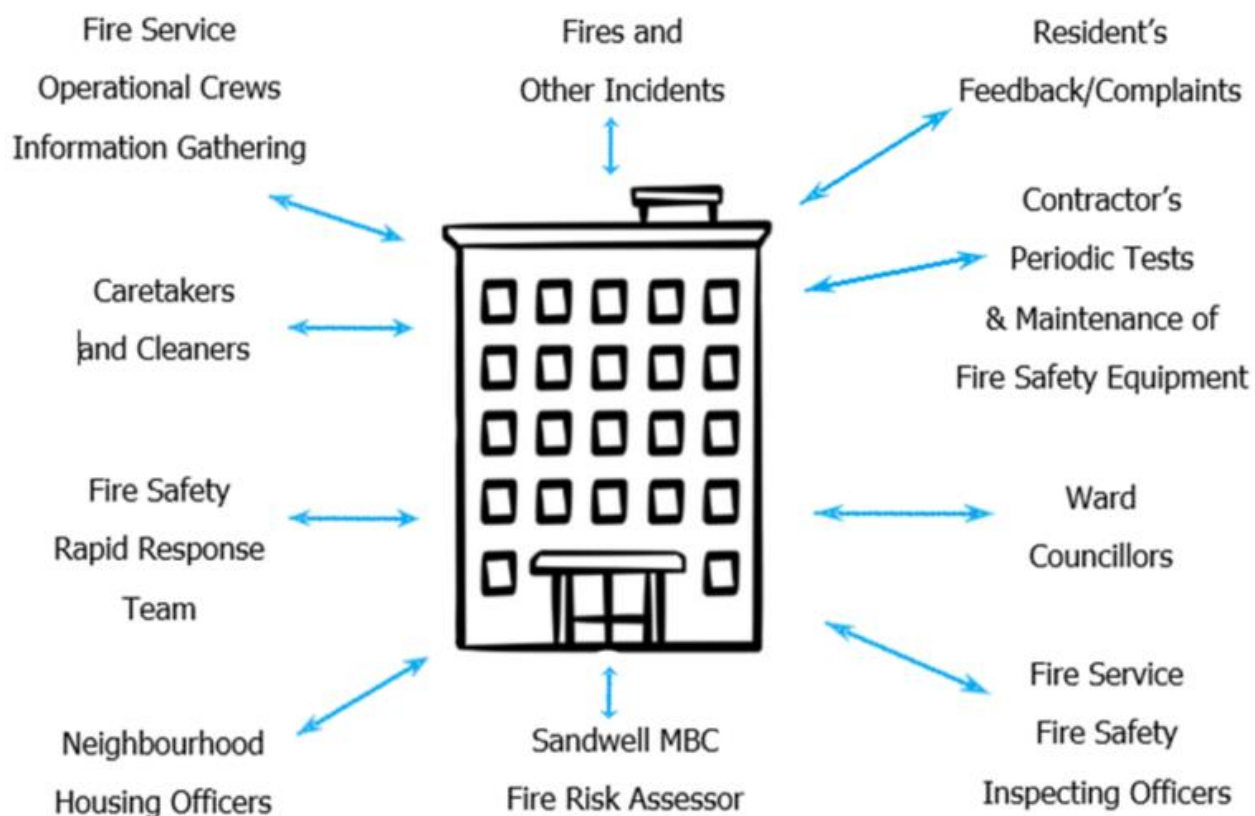 Fire Service
Operational Crews
Information Gathering
Fires and
Other Incidents
Resident's
Feedback/Complaints
Contractor's
Periodic Tests
& Maintenance of
Fire Safety Equipment
Caretakers
and Cleaners
Fire Safety
Rapid Response
Team
Ward
Councillors
Neighbourhood
Housing Officers
Sandwell MBC
Fire Risk Assessor
Fire Service
Fire Safety
Inspecting Officers